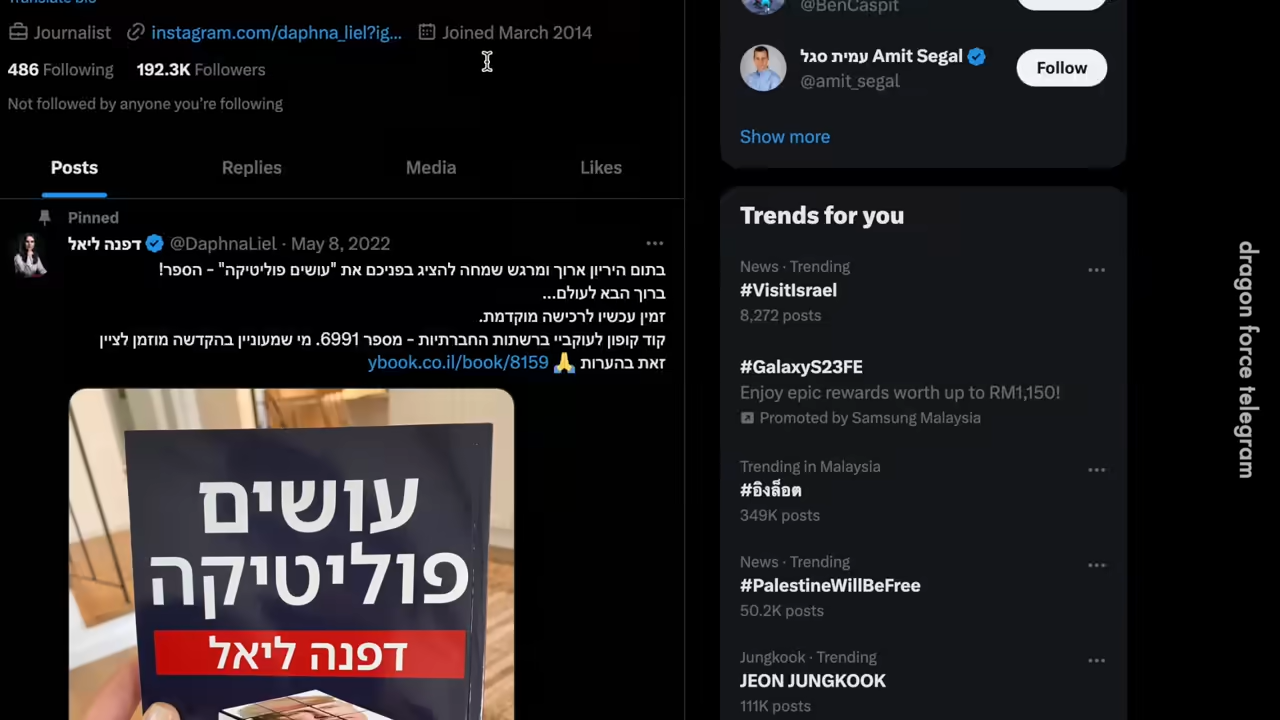 Translate bio
Journalist instagram.com/daphna_liel?ig... Joined March 2014
486 Following 192.3K Followers
Not followed by anyone you're following
Posts Replies Media Likes
Pinned
דפנה ליאל @DaphnaLiel · May 8, 2022
בתום היריון ארוך ומרגש שמחה להציג בפניכם את "עושים פוליטיקה" - הספר!
ברוך הבא לעולם...
זמין עכשיו לרכישה מוקדמת.
קוד קופון לעוקביי ברשתות החברתיות - מספר 6991. מי שמעוניין בהקדשה מוזמן לציין
זאת בהערות 🙏 ybook.co.il/book/8159
עושים
פוליטיקה
דפנה ליאל
@BenCaspit
עמית סגל Amit Segal
@amit_segal
Follow
Show more
Trends for you
News · Trending
#VisitIsrael
8,272 posts
#GalaxyS23FE
Enjoy epic rewards worth up to RM1,150!
Promoted by Samsung Malaysia
Trending in Malaysia
#อิงล็อต
349K posts
News · Trending
#PalestineWillBeFree
50.2K posts
Jungkook · Trending
JEON JUNGKOOK
111K posts
dragon force telegram